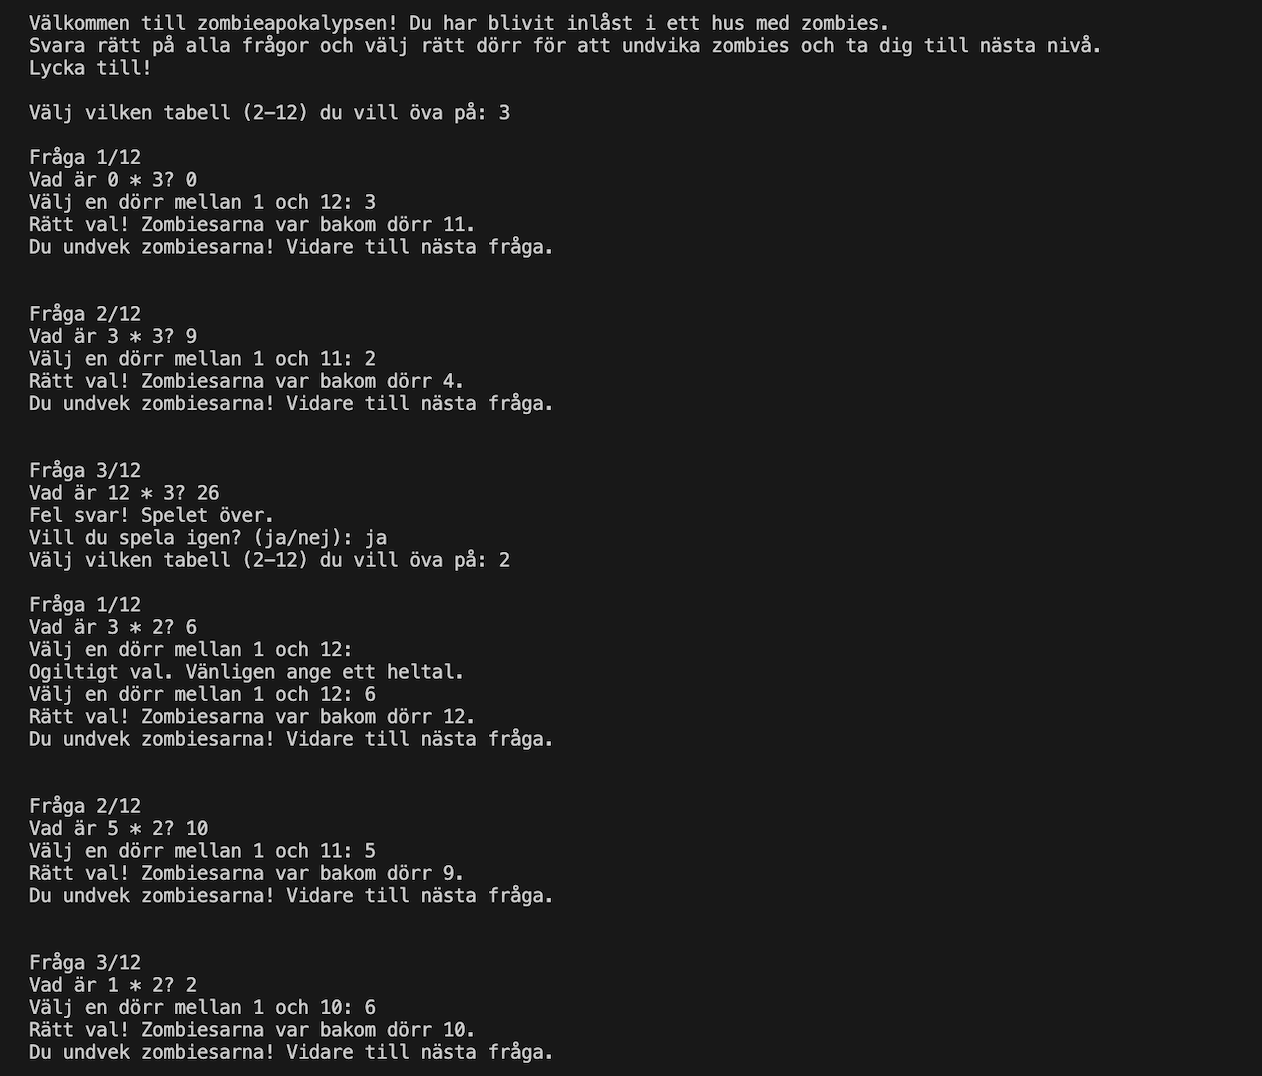 Välkommen till zombieapokalypsen! Du har blivit inlåst i ett hus med zombies.
Svara rätt på alla frågor och välj rätt dörr för att undvika zombies och ta dig till nästa nivå.
Lycka till!
Välj vilken tabell (2-12) du vill öva på: 3
Fråga 1/12
Vad är 0 * 3? 0
Välj en dörr mellan 1 och 12: 3
Rätt val! Zombiesarna var bakom dörr 11.
Du undvek zombiesarna! Vidare till nästa fråga.
Fråga 2/12
Vad är 3 * 3? 9
Välj en dörr mellan 1 och 11: 2
Rätt val! Zombiesarna var bakom dörr 4.
Du undvek zombiesarna! Vidare till nästa fråga.
Fråga 3/12
Vad är 12 * 3? 26
Fel svar! Spelet över.
Vill du spela igen? (ja/nej): ja
Välj vilken tabell (2-12) du vill öva på: 2
Fråga 1/12
Vad är 3 * 2? 6
Välj en dörr mellan 1 och 12:
Ogiltigt val. Vänligen ange ett heltal.
Välj en dörr mellan 1 och 12: 6
Rätt val! Zombiesarna var bakom dörr 12.
Du undvek zombiesarna! Vidare till nästa fråga.
Fråga 2/12
Vad är 5 * 2? 10
Välj en dörr mellan 1 och 11: 5
Rätt val! Zombiesarna var bakom dörr 9.
Du undvek zombiesarna! Vidare till nästa fråga.
Fråga 3/12
Vad är 1 * 2? 2
Välj en dörr mellan 1 och 10: 6
Rätt val! Zombiesarna var bakom dörr 10.
Du undvek zombiesarna! Vidare till nästa fråga.